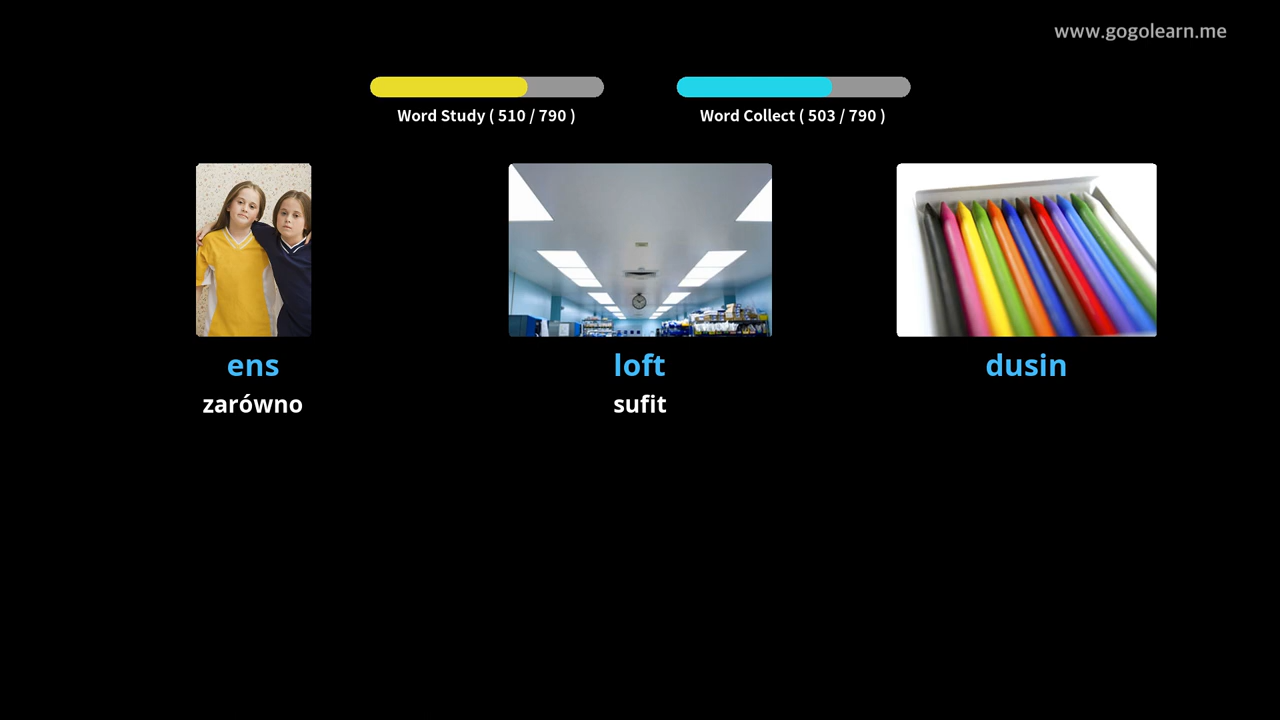 www.gogolearn.me
Word Study ( 510 / 790 )
Word Collect ( 503 / 790 )
ens
loft
dusin
zarówno
sufit